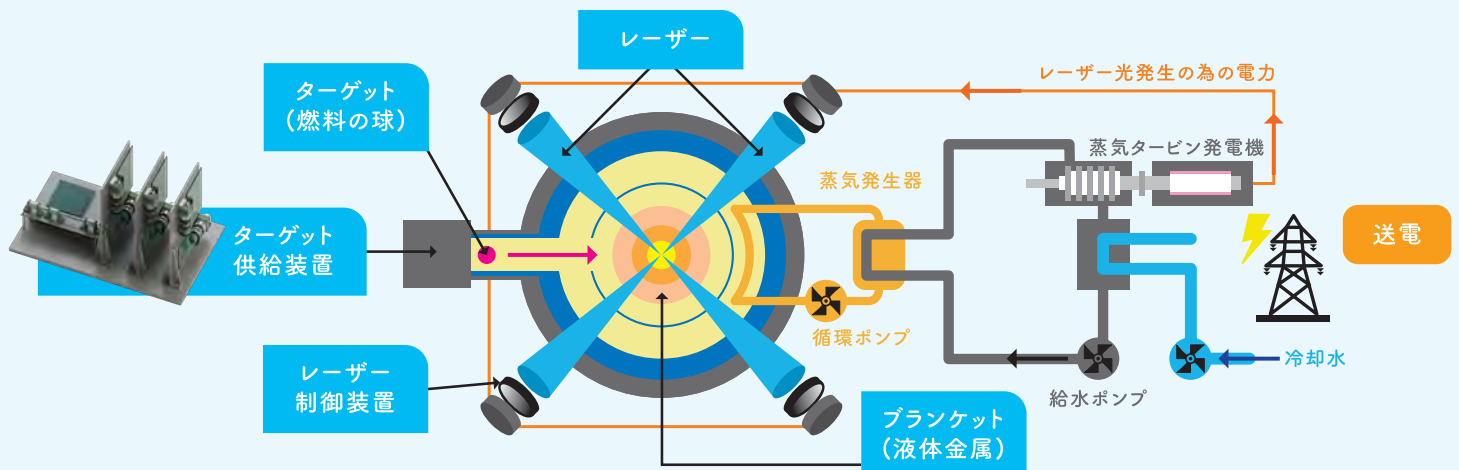 レーザー
レーザー光発生の為の電力
ターゲット
（燃料の球）
蒸気タービン発電機
蒸気発生器
ターゲット
供給装置
送電
循環ポンプ
冷却水
レーザー
制御装置
給水ポンプ
ブランケット
（液体金属）